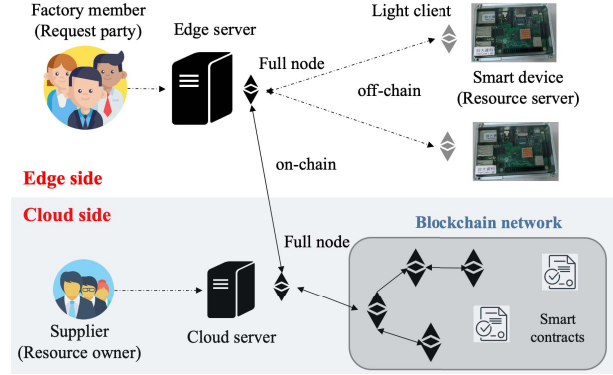 Factory member
(Request party)
Edge server
Full node
Light client
Smart device
(Resource server)
off-chain
on-chain
Edge side
Cloud side
Blockchain network
Full node
Supplier
(Resource owner)
Cloud server
Smart
contracts